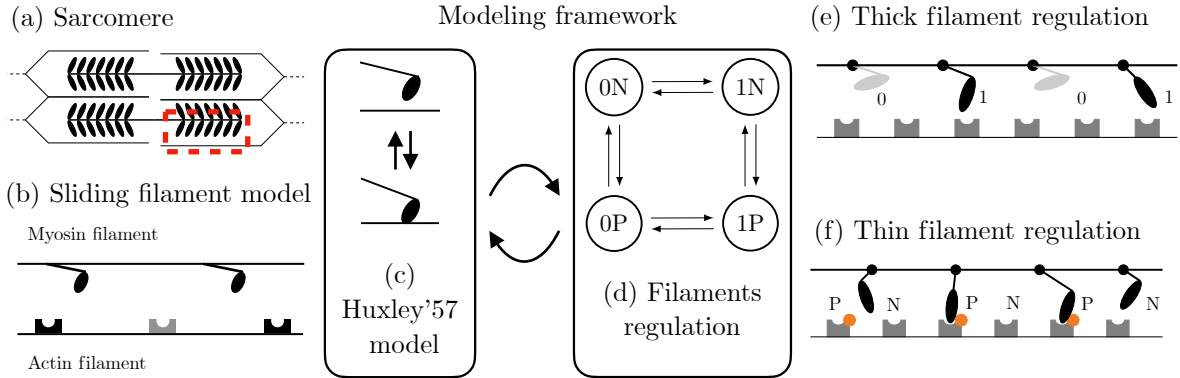 (a) Sarcomere
Modeling framework
(e) Thick filament regulation
0 1 0 1
(b) Sliding filament model
Myosin filament
Actin filament
(c)
Huxley'57
model
0N 1N
0P 1P
(d) Filaments
regulation
(f) Thin filament regulation
P N P N P N